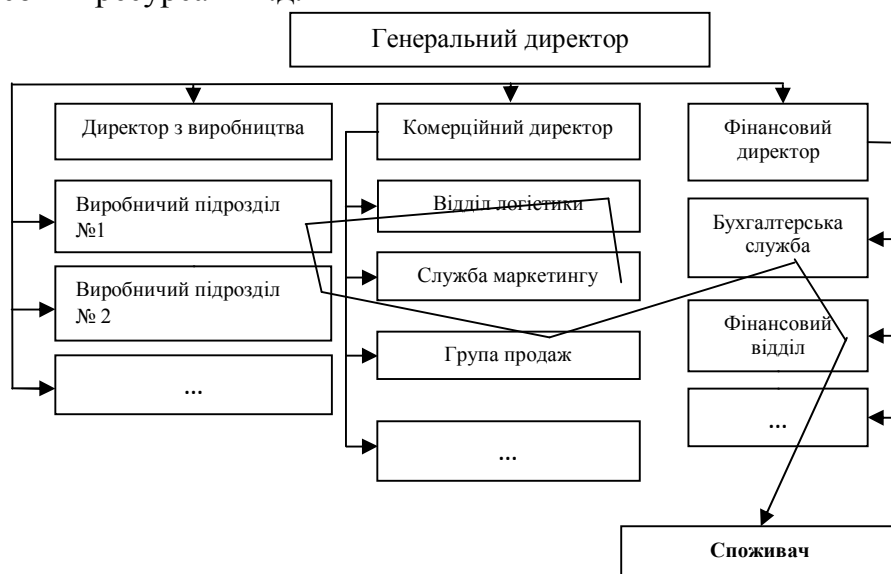 Генеральний директор
Директор з виробництва
Комерційний директор
Фінансовий
директор
Виробничий підрозділ
№1
Відділ логістики
Бухгалтерська
служба
Виробничий підрозділ
№ 2
Служба маркетингу
Фінансовий
відділ
Група продаж
...
...
...
Споживач